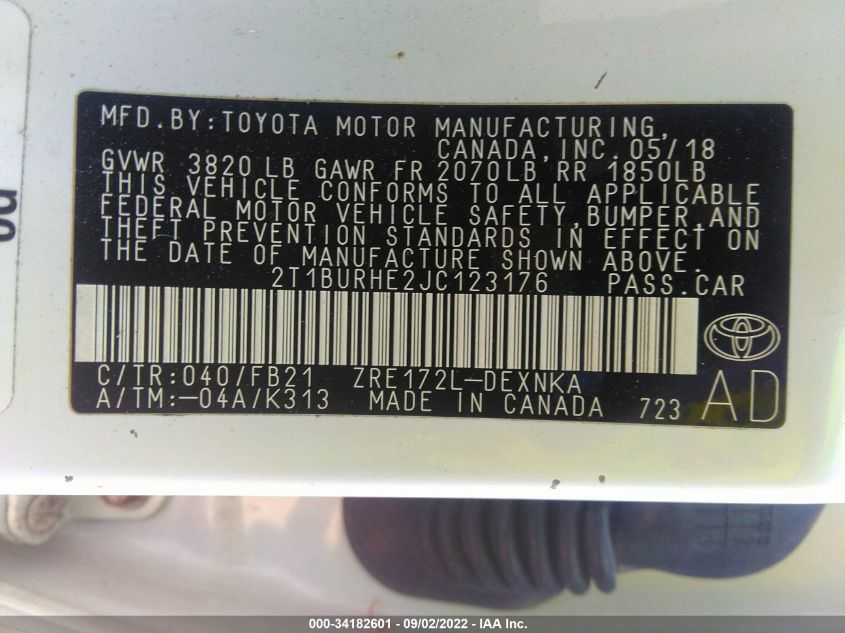 MFD.BY:TOYOTA MOTOR MANUFACTURING,
CANADA,INC.05/18
GVWR 3820 LB GAWR FR 2070LB RR 1850LB
THIS VEHICLE CONFORMS TO ALL APPLICABLE
FEDERAL MOTOR VEHICLE SAFETY,BUMPER,AND
THEFT PREVENTION STANDARDS IN EFFECT ON
THE DATE OF MANUFACTURE SHOWN ABOVE.
2T1BURHE2JC123176 PASS.CAR
C/TR:040/FB21 ZRE172L-DEXNKA
A/TM:-04A/K313 MADE IN CANADA 723 AD
000-34182601 - 09/02/2022 - IAA Inc.